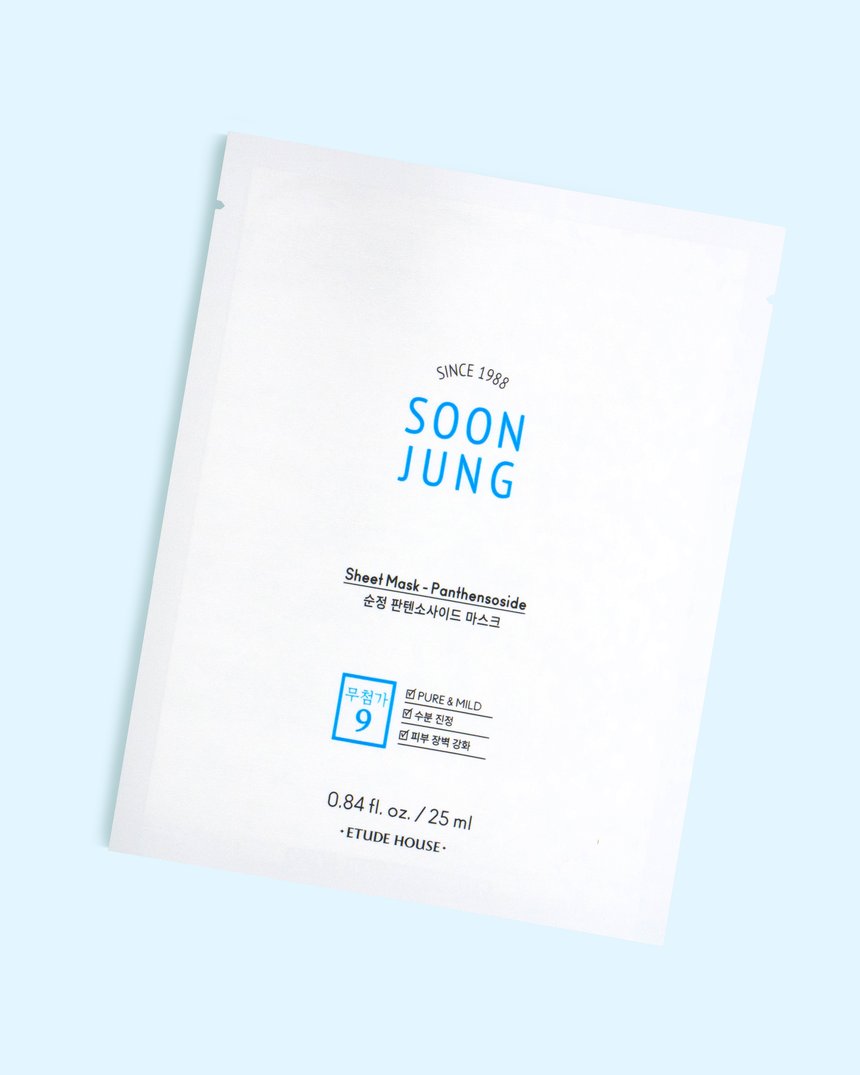 SINCE 1988
SOON
JUNG
Sheet Mask - Panthensoside
순정 판텐소사이드 마스크
무첨가
9
PURE & MILD
수분 진정
피부 장벽 강화
0.84 fl. oz. / 25 ml
·ETUDE HOUSE·